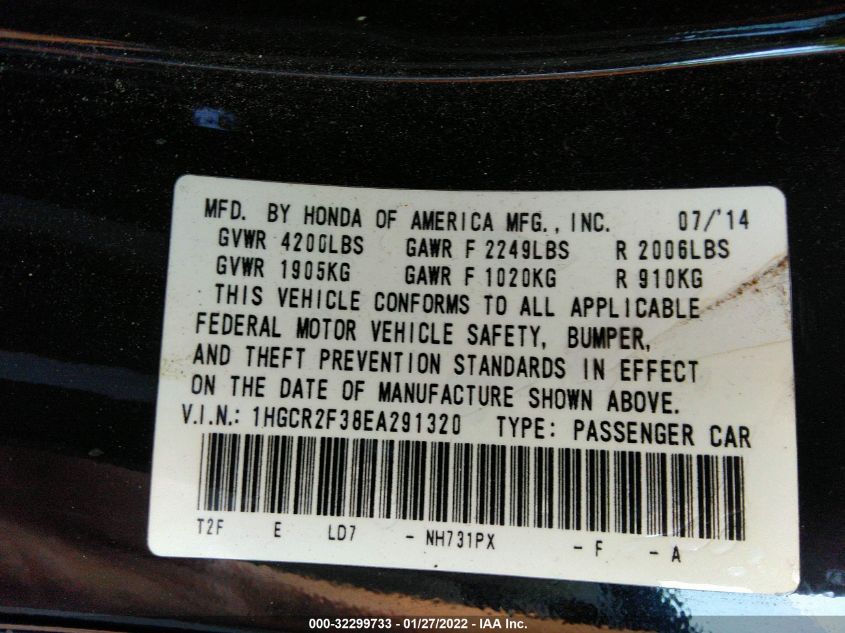 MFD. BY HONDA OF AMERICA MFG., INC. 07/'14
GVWR 4200LBS GAWR F 2249LBS R 2006LBS
GVWR 1905KG GAWR F 1020KG R 910KG
THIS VEHICLE CONFORMS TO ALL APPLICABLE
FEDERAL MOTOR VEHICLE SAFETY, BUMPER,
AND THEFT PREVENTION STANDARDS IN EFFECT
ON THE DATE OF MANUFACTURE SHOWN ABOVE.
V.I.N.: 1HGCR2F38EA291320 TYPE: PASSENGER CAR
T2F E LD7 - NH731PX - F - A
000-32299733 - 01/27/2022 - IAA Inc.